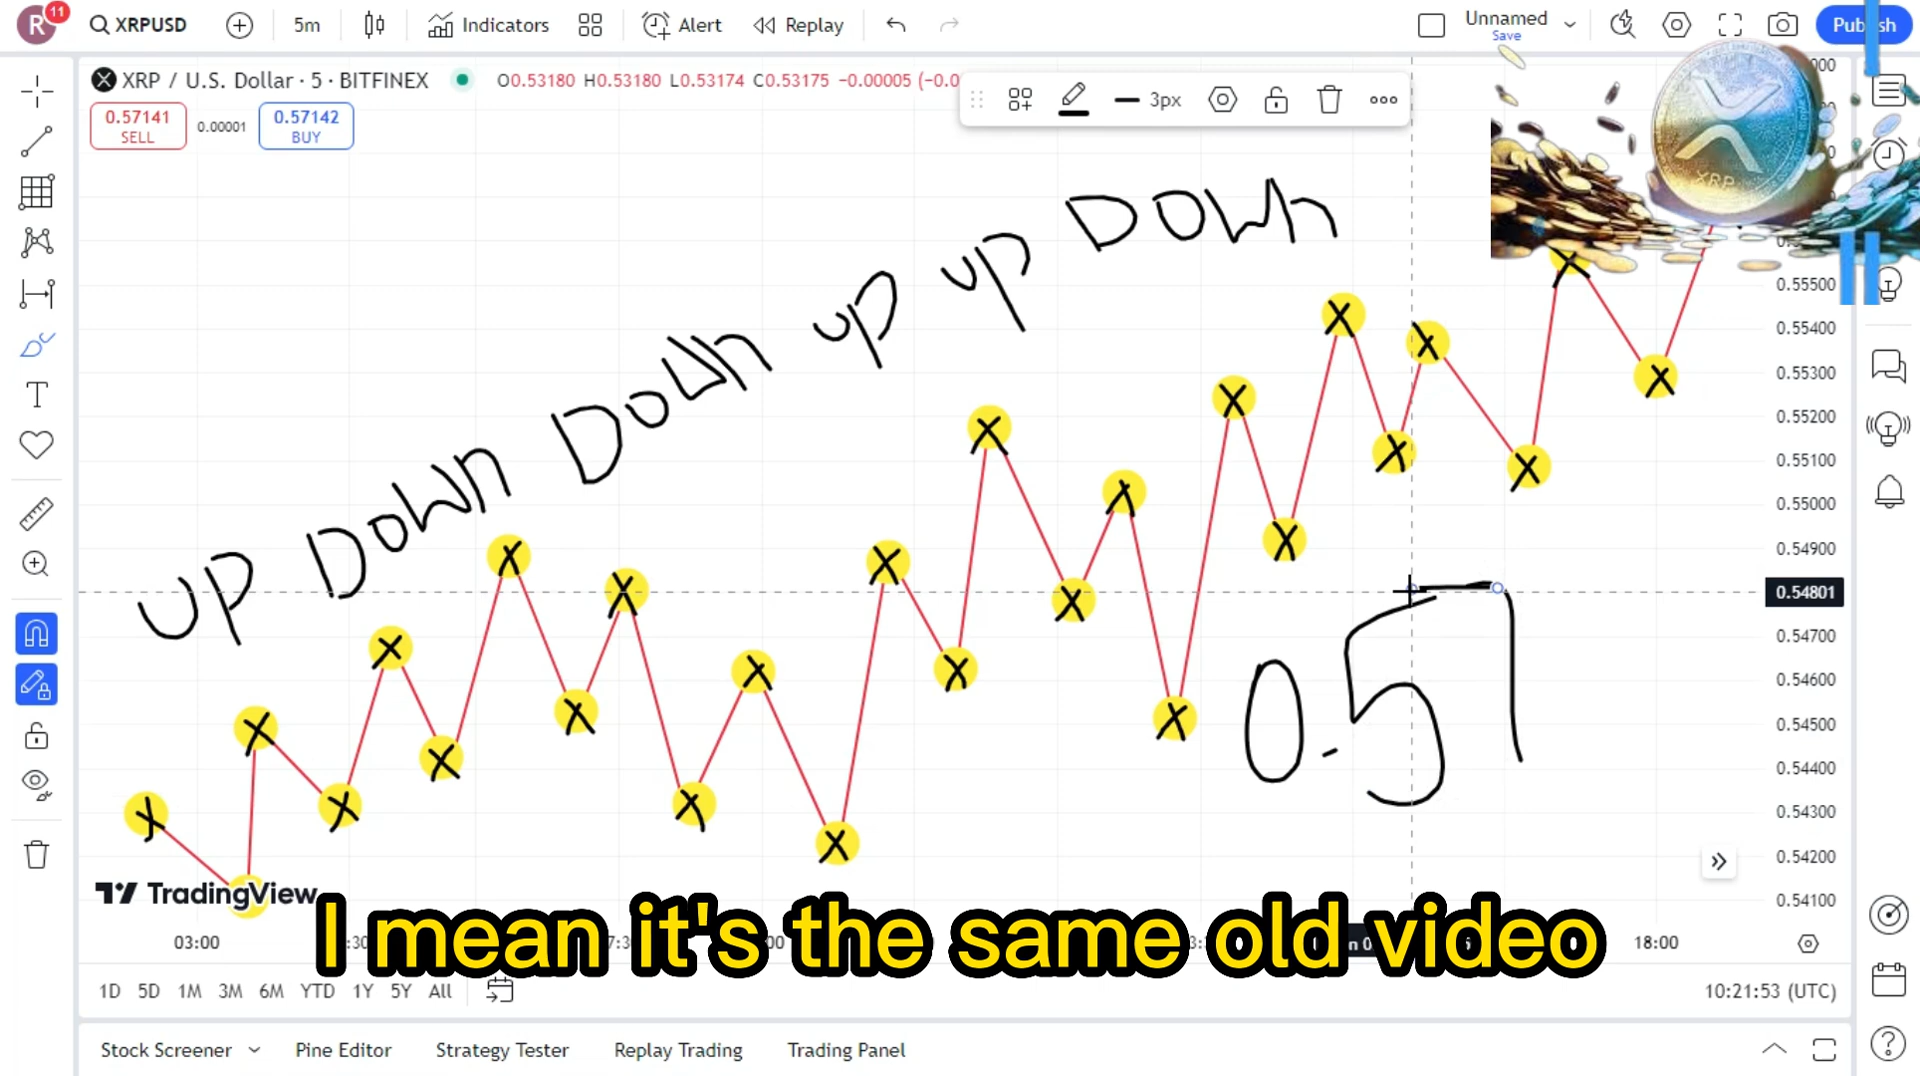 R
11
XRPUSD
5m
Indicators
Alert
Replay
Unnamed
Save
Publish
XRP / U.S. Dollar · 5 · BITFINEX
O0.53180 H0.53180 L0.53174 C0.53175 −0.00005
0.57141
SELL
0.00001
0.57142
BUY
3px
XRP
UP DOWN DOWN UP UP DOWN
0.55500
0.55400
0.55300
0.55200
0.55100
0.55000
0.54900
0.54801
0.54700
0.54600
0.54500
0.54400
0.54300
0.54200
0.54100
0.57
TradingView
I mean it's the same old video
03:00
18:00
1D 5D 1M 3M 6M YTD 1Y 5Y All
10:21:53 (UTC)
Stock Screener Pine Editor Strategy Tester Replay Trading Trading Panel